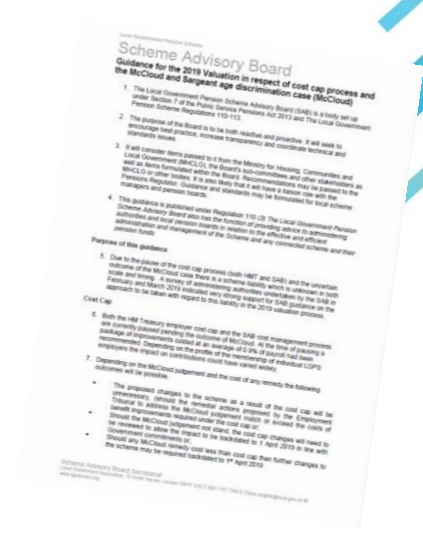 Local Government Pension Scheme
Scheme Advisory Board
Guidance for the 2019 Valuation in respect of cost cap process and
the McCloud and Sargeant age discrimination case (McCloud)
1. The Local Government Pension Scheme Advisory Board (SAB) is a body set up
under Section 7 of the Public Service Pensions Act 2013 and The Local Government
Pension Scheme Regulations 110-113.
2. The purpose of the Board is to be both reactive and proactive. It will seek to
encourage best practice, increase transparency and coordinate technical and
standards issues.
3. It will consider items passed to it from the Ministry for Housing, Communities and
Local Government (MHCLG), the Board's sub-committees and other stakeholders as
well as items formulated within the Board. Recommendations may be passed to the
MHCLG or other bodies. It is also likely that it will have a liaison role with the
Pensions Regulator. Guidance and standards may be formulated for local scheme
managers and pension boards.
4. This guidance is published under Regulation 110 (3) The Local Government Pension
Scheme Advisory Board also has the function of providing advice to administering
authorities and local pension boards in relation to the effective and efficient
administration and management of the Scheme and any connected scheme and their
pension funds
Purpose of this guidance
5. Due to the pause of the cost cap process (both HMT and SAB) and the uncertain
outcome of the McCloud case there is a scheme liability which is unknown in both
scale and timing. A survey of administering authorities undertaken by the SAB in
February and March 2019 indicated very strong support for SAB guidance on the
approach to be taken with regard to this liability in the 2019 valuation process.
Cost Cap
6. Both the HM Treasury employer cost cap and the SAB cost management process
are currently paused pending the outcome of McCloud. At the time of pausing a
package of improvements costed at an average of 0.9% of payroll had been
recommended. Depending on the profile of the membership of individual LGPS
employers the impact on contributions could have varied widely.
7. Depending on the McCloud judgement and the cost of any remedy the following
outcomes will be possible.
• The proposed changes to the scheme as a result of the cost cap will be
unnecessary, (should the remedial actions proposed by the Employment
Tribunal to address the McCloud judgement match or exceed the costs of
benefit improvements required under the cost cap or;
• Should the McCloud judgement not stand, the cost cap changes will need to
be reviewed to allow the impact to be backdated to 1 April 2019 in line with
Government commitments or;
• Should any McCloud remedy cost less than cost cap then further changes to
the scheme may be required backdated to 1st April 2019
Scheme Advisory Board Secretariat